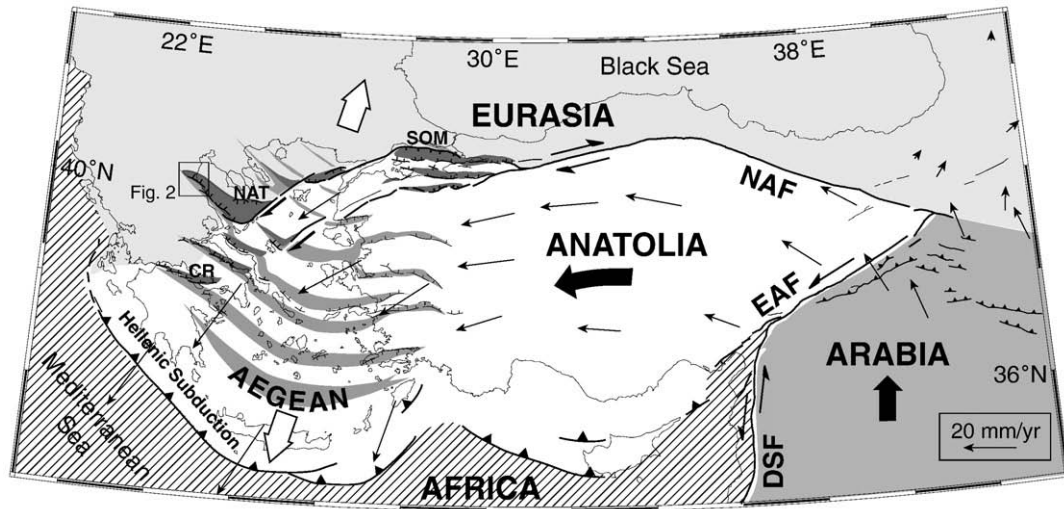 22°E
30°E
38°E
Black Sea
EURASIA
SOM
40°N
Fig. 2
NAT
NAF
ANATOLIA
CR
EAF
Hellenic Subduction
ARABIA
36°N
AEGEAN
Mediterranean
Sea
20 mm/yr
DSF
AFRICA